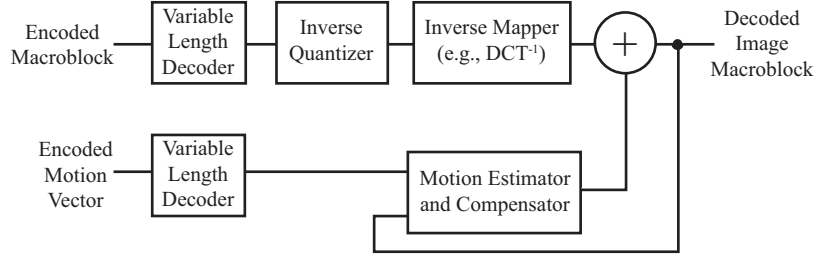 Encoded
Macroblock
Variable
Length
Decoder
Inverse
Quantizer
Inverse Mapper
(e.g., DCT⁻¹)
+
Decoded
Image
Macroblock
Encoded
Motion
Vector
Variable
Length
Decoder
Motion Estimator
and Compensator